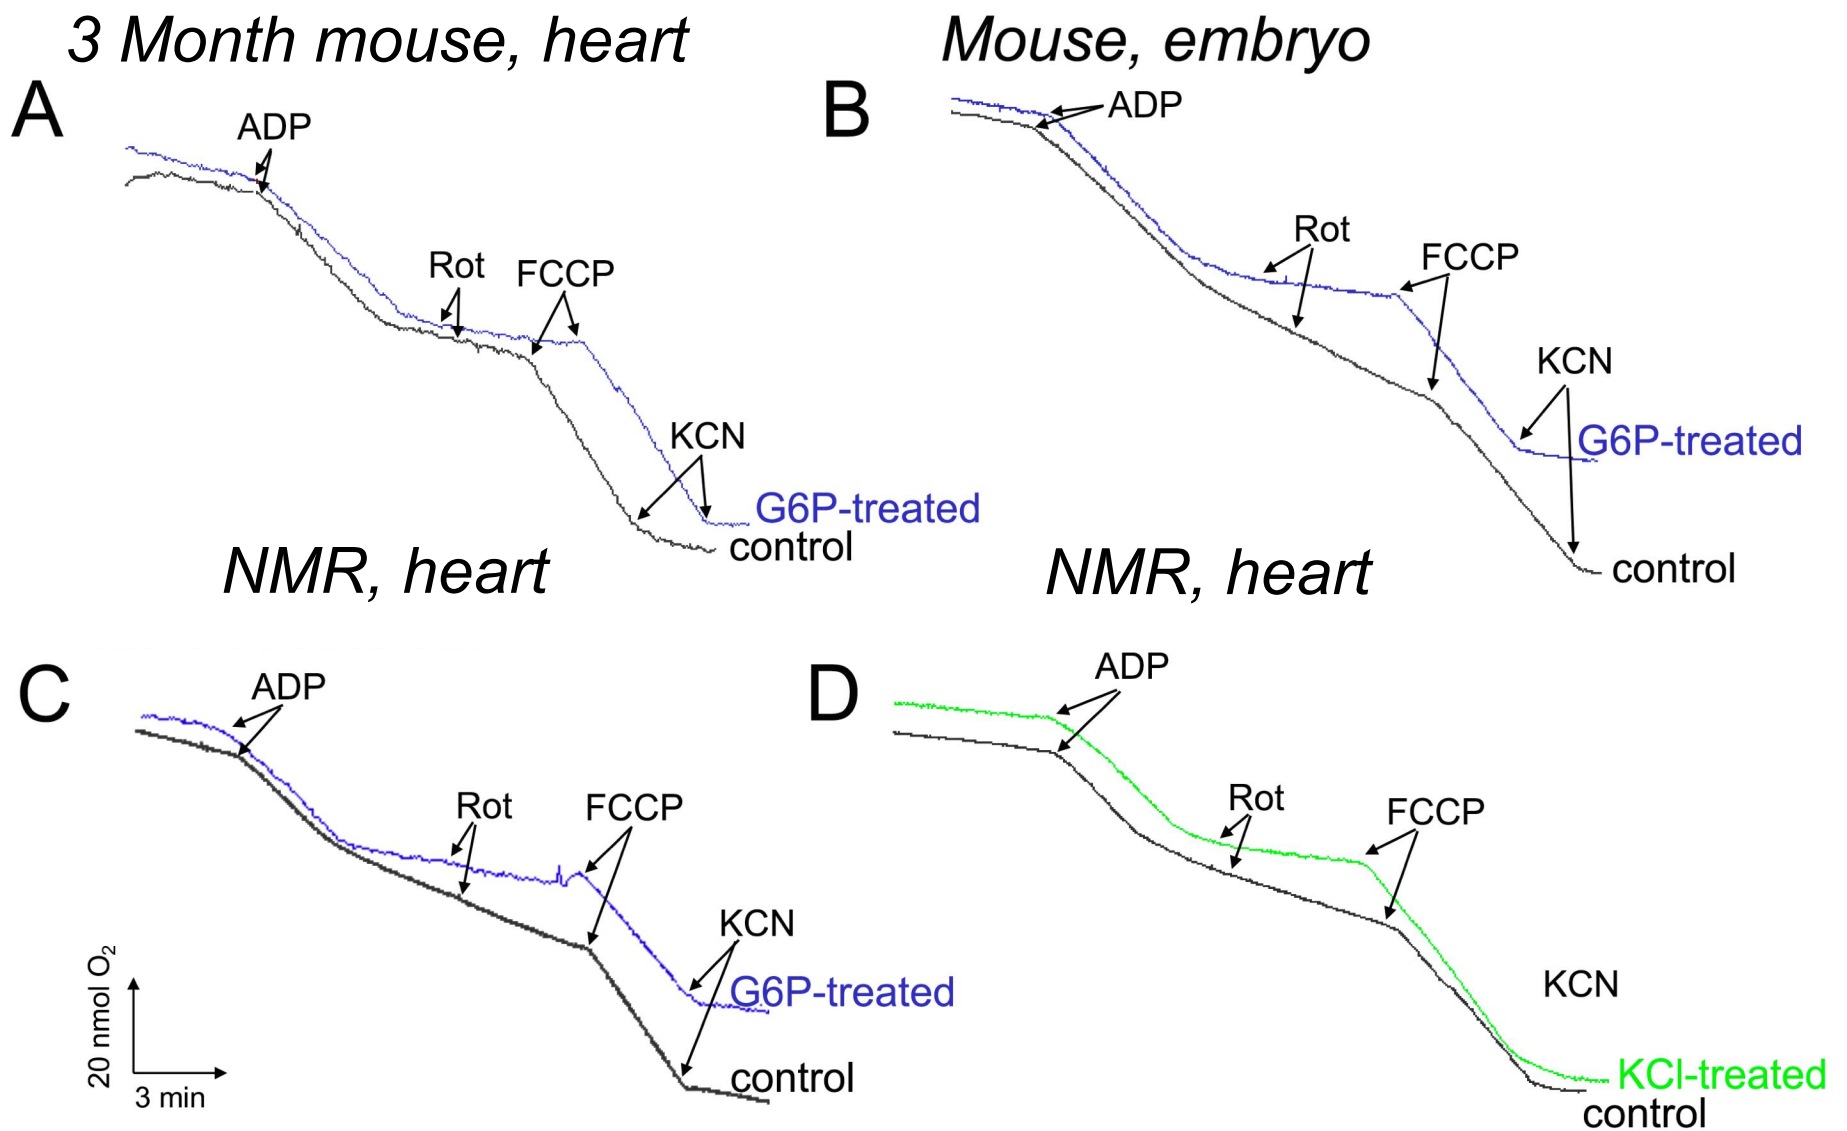 3 Month mouse, heart
Mouse, embryo
A
ADP
Rot
FCCP
KCN
G6P-treated
control
B
ADP
Rot
FCCP
KCN
G6P-treated
control
NMR, heart
NMR, heart
C
ADP
Rot
FCCP
KCN
G6P-treated
control
20 nmol O₂
3 min
D
ADP
Rot
FCCP
KCN
KCl-treated
control